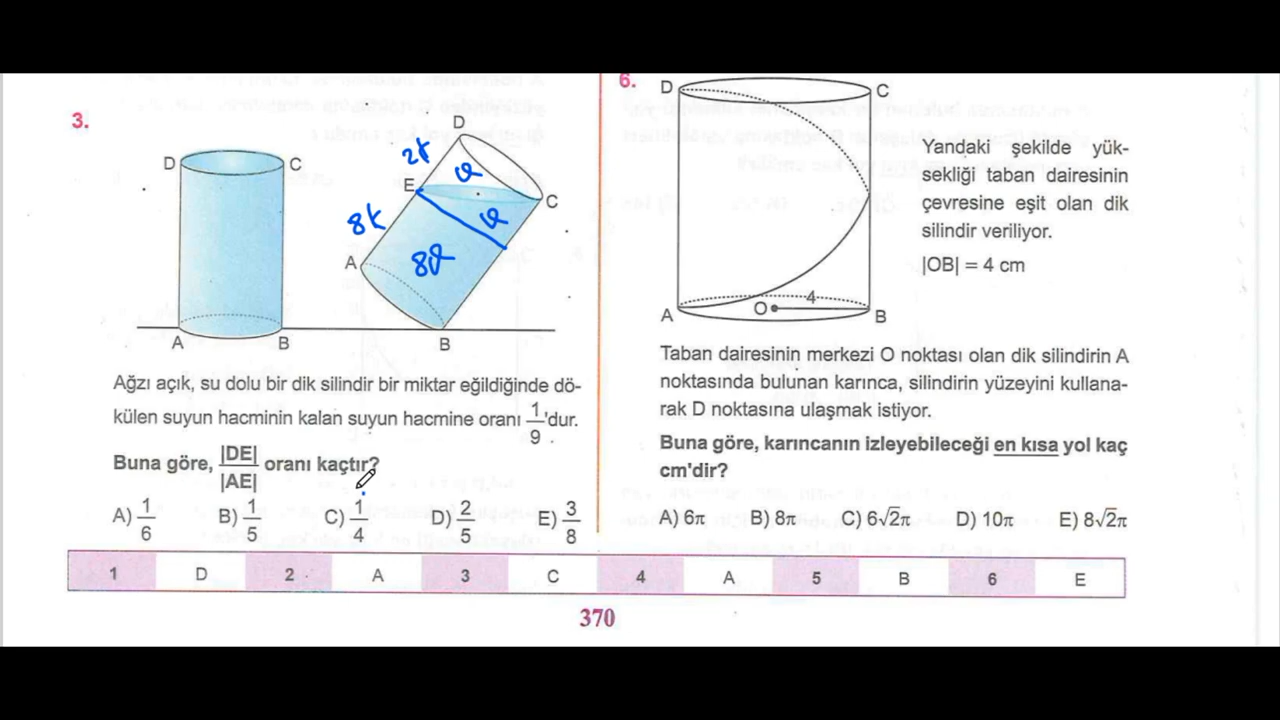 3.
D
C
A
B
D
E
C
A
B
2k
8k
8
Ağzı açık, su dolu bir dik silindir bir miktar eğildiğinde dö-
külen suyun hacminin kalan suyun hacmine oranı 1/9'dur.
Buna göre, |DE|/|AE| oranı kaçtır?
A) 1/6 B) 1/5 C) 1/4 D) 2/5 E) 3/8
6.
D
C
A
O
4
B
Yandaki şekilde yük-
sekliği taban dairesinin
çevresine eşit olan dik
silindir veriliyor.
|OB| = 4 cm
Taban dairesinin merkezi O noktası olan dik silindirin A
noktasında bulunan karınca, silindirin yüzeyini kullana-
rak D noktasına ulaşmak istiyor.
Buna göre, karıncanın izleyebileceği en kısa yol kaç
cm'dir?
A) 6π B) 8π C) 6√2π D) 10π E) 8√2π
1 D 2 A 3 C 4 A 5 B 6 E
370